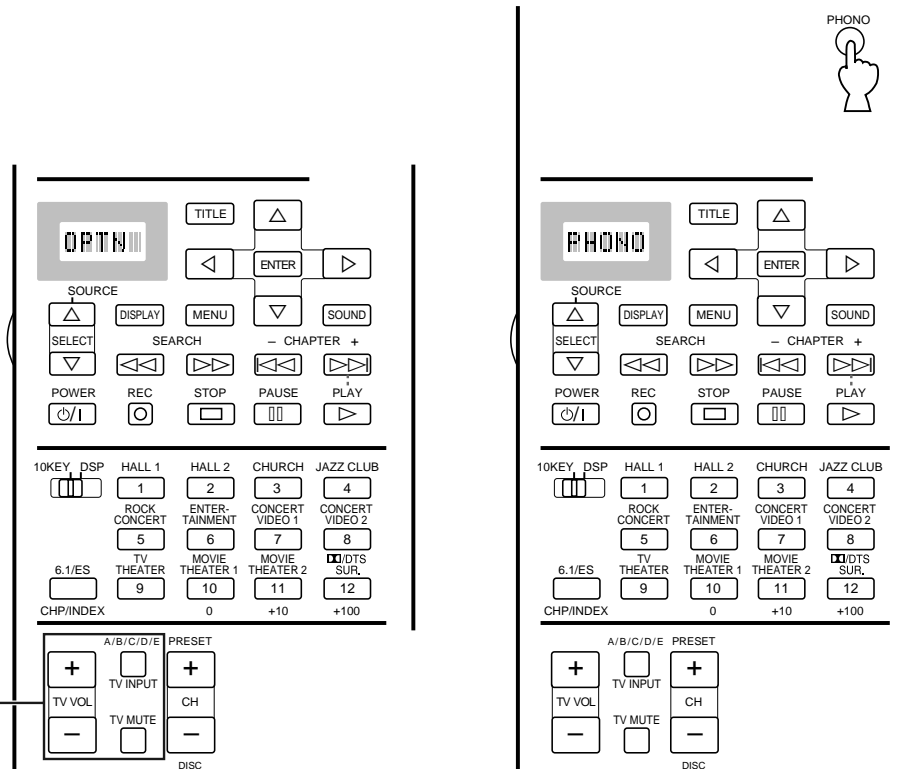 PHONO
OPTN
TITLE
ENTER
SOURCE
DISPLAY
MENU
SOUND
SELECT
SEARCH
– CHAPTER +
POWER
REC
STOP
PAUSE
PLAY
10KEY DSP
HALL 1
HALL 2
CHURCH
JAZZ CLUB
1
2
3
4
ROCK CONCERT
ENTER-TAINMENT
CONCERT VIDEO 1
CONCERT VIDEO 2
5
6
7
8
6.1/ES
TV THEATER
MOVIE THEATER 1
MOVIE THEATER 2
/DTS SUR.
9
10
11
12
CHP/INDEX
0
+10
+100
A/B/C/D/E
PRESET
+
+
TV INPUT
TV VOL
CH
TV MUTE
–
–
DISC
PHONO
TITLE
ENTER
SOURCE
DISPLAY
MENU
SOUND
SELECT
SEARCH
– CHAPTER +
POWER
REC
STOP
PAUSE
PLAY
10KEY DSP
HALL 1
HALL 2
CHURCH
JAZZ CLUB
1
2
3
4
ROCK CONCERT
ENTER-TAINMENT
CONCERT VIDEO 1
CONCERT VIDEO 2
5
6
7
8
6.1/ES
TV THEATER
MOVIE THEATER 1
MOVIE THEATER 2
/DTS SUR.
9
10
11
12
CHP/INDEX
0
+10
+100
A/B/C/D/E
PRESET
+
+
TV INPUT
TV VOL
CH
TV MUTE
–
–
DISC